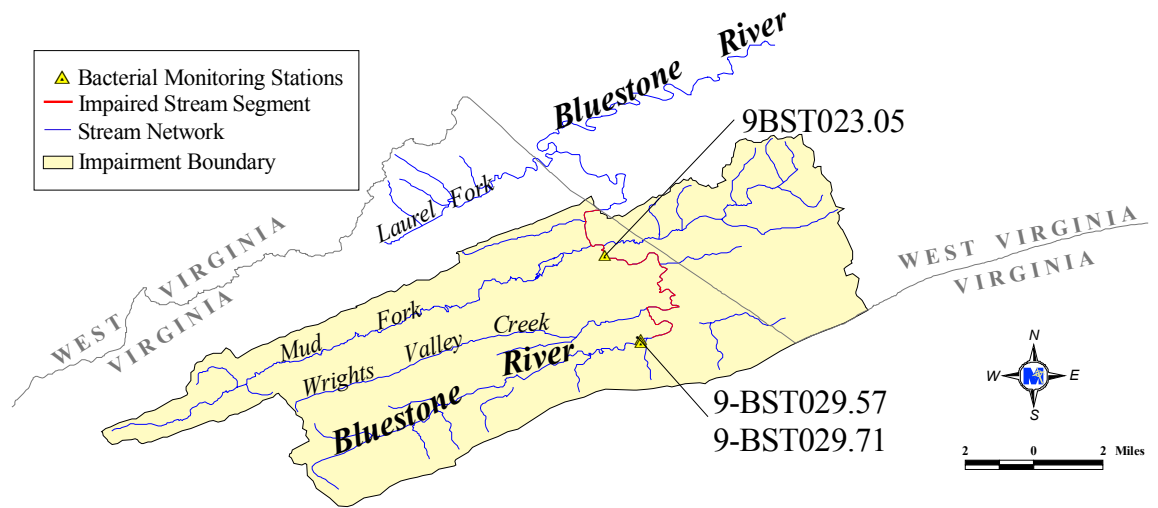 Bluestone River
Bacterial Monitoring Stations
Impaired Stream Segment
Stream Network
Impairment Boundary
9BST023.05
Laurel Fork
WEST VIRGINIA
VIRGINIA
WEST VIRGINIA
VIRGINIA
Mud Fork
Wrights Valley Creek
Bluestone River
9-BST029.57
9-BST029.71
N
W
E
S
M
2 0 2 Miles